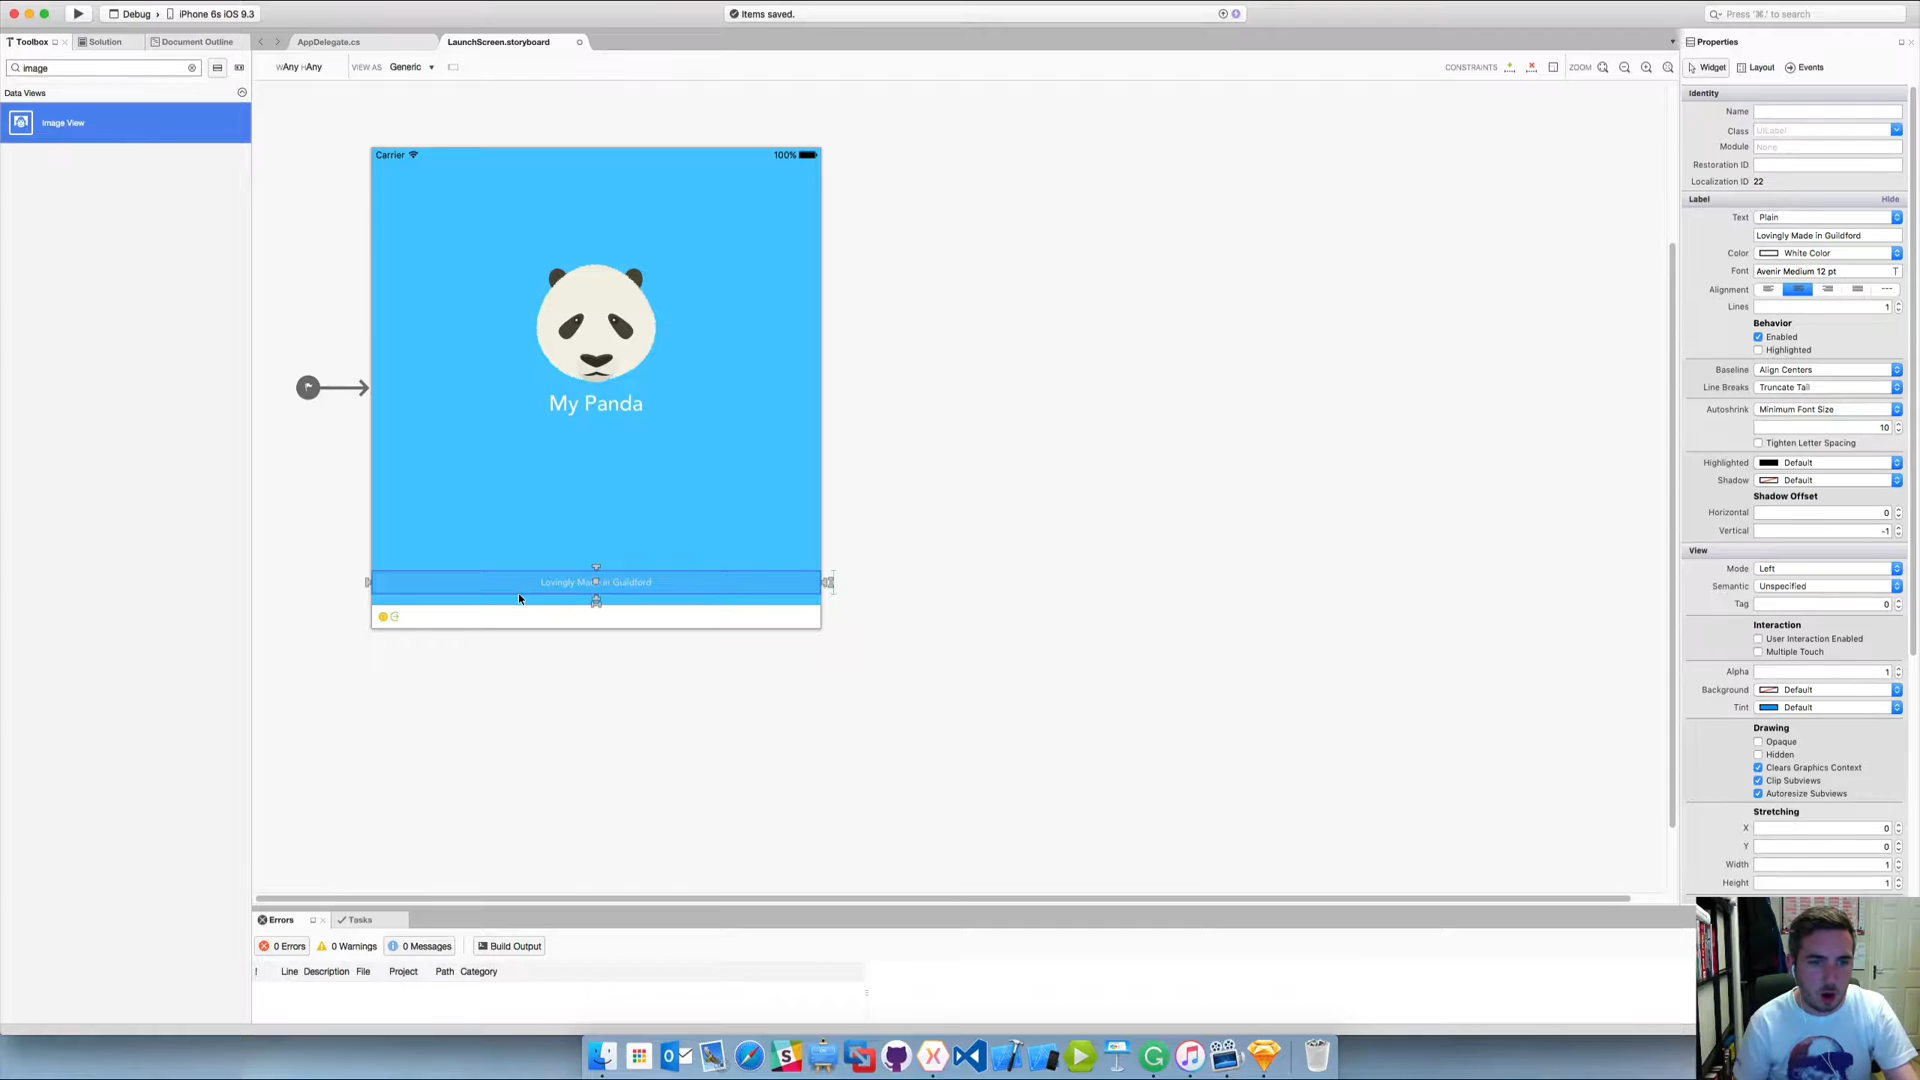 Debug > iPhone 6s iOS 9.3
Items saved.
Press '⌘.' to search
Toolbox
Solution
Document Outline
AppDelegate.cs
LaunchScreen.storyboard
Properties
image
wAny hAny
VIEW AS Generic
CONSTRAINTS
ZOOM
Widget
Layout
Events
Data Views
Image View
Carrier
100%
My Panda
Lovingly Made in Guildford
Identity
Name
Class UILabel
Module None
Restoration ID
Localization ID 22
Label Hide
Text Plain
Lovingly Made in Guildford
Color White Color
Font Avenir Medium 12 pt T
Alignment
Lines 1
Behavior
Enabled
Highlighted
Baseline Align Centers
Line Breaks Truncate Tail
Autoshrink Minimum Font Size
10
Tighten Letter Spacing
Highlighted Default
Shadow Default
Shadow Offset
Horizontal 0
Vertical -1
View
Mode Left
Semantic Unspecified
Tag 0
Interaction
User Interaction Enabled
Multiple Touch
Alpha 1
Background Default
Tint Default
Drawing
Opaque
Hidden
Clears Graphics Context
Clip Subviews
Autoresize Subviews
Stretching
X 0
Y 0
Width 1
Height 1
Errors
Tasks
0 Errors
0 Warnings
0 Messages
Build Output
! Line Description File Project Path Category